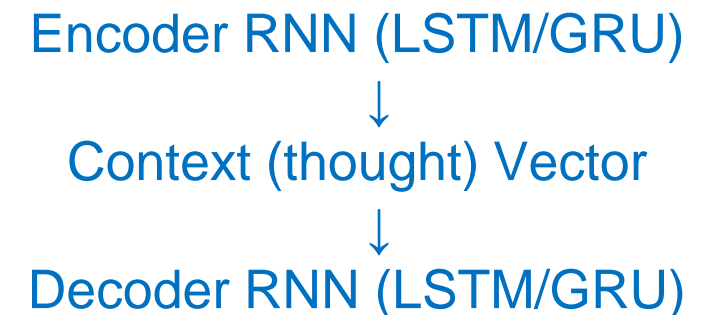 Encoder RNN (LSTM/GRU)
↓
Context (thought) Vector
↓
Decoder RNN (LSTM/GRU)